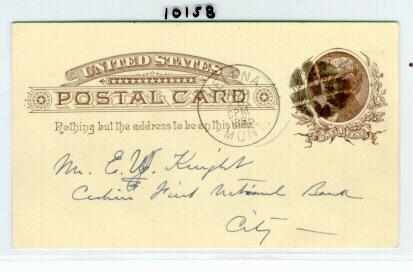 10158
UNITED STATES
POSTAL CARD
Nothing but the address to be on this side.
MONT.
Mr. E. W. Knight
Cashier First National Bank
City